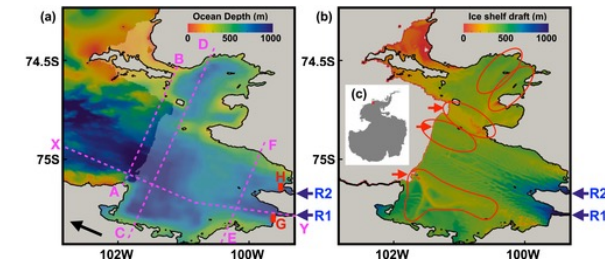 (a)
Ocean Depth (m)
0 500 1000
D
B
74.5S
X
F
75S
H
A
R2
R1
G
C
E
Y
102W
100W
(b)
Ice shelf draft (m)
0 500 1000
74.5S
(c)
75S
R2
R1
102W
100W